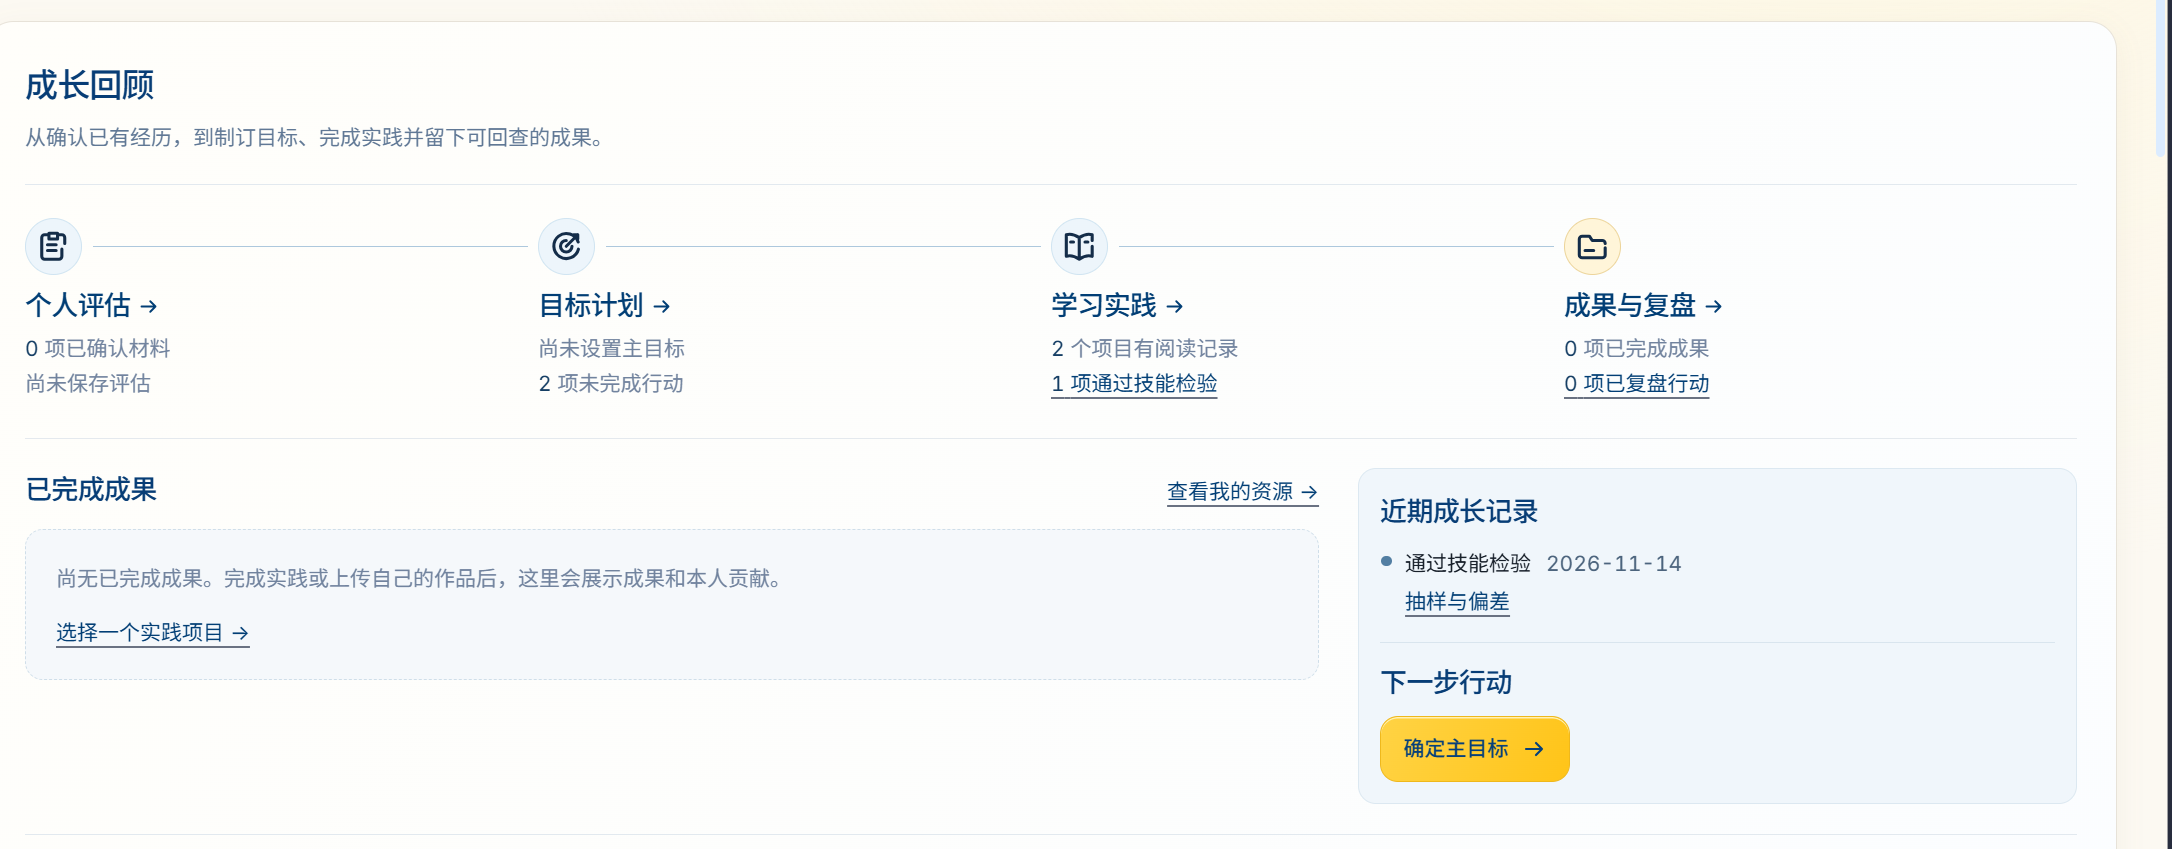 成长回顾
从确认已有经历，到制订目标、完成实践并留下可回查的成果。
个人评估 →
0 项已确认材料
尚未保存评估
目标计划 →
尚未设置主目标
2 项未完成行动
学习实践 →
2 个项目有阅读记录
1 项通过技能检验
成果与复盘 →
0 项已完成成果
0 项已复盘行动
已完成成果
查看我的资源 →
尚无已完成成果。完成实践或上传自己的作品后，这里会展示成果和本人贡献。
选择一个实践项目 →
近期成长记录
通过技能检验 2026-11-14
抽样与偏差
下一步行动
确定主目标 →